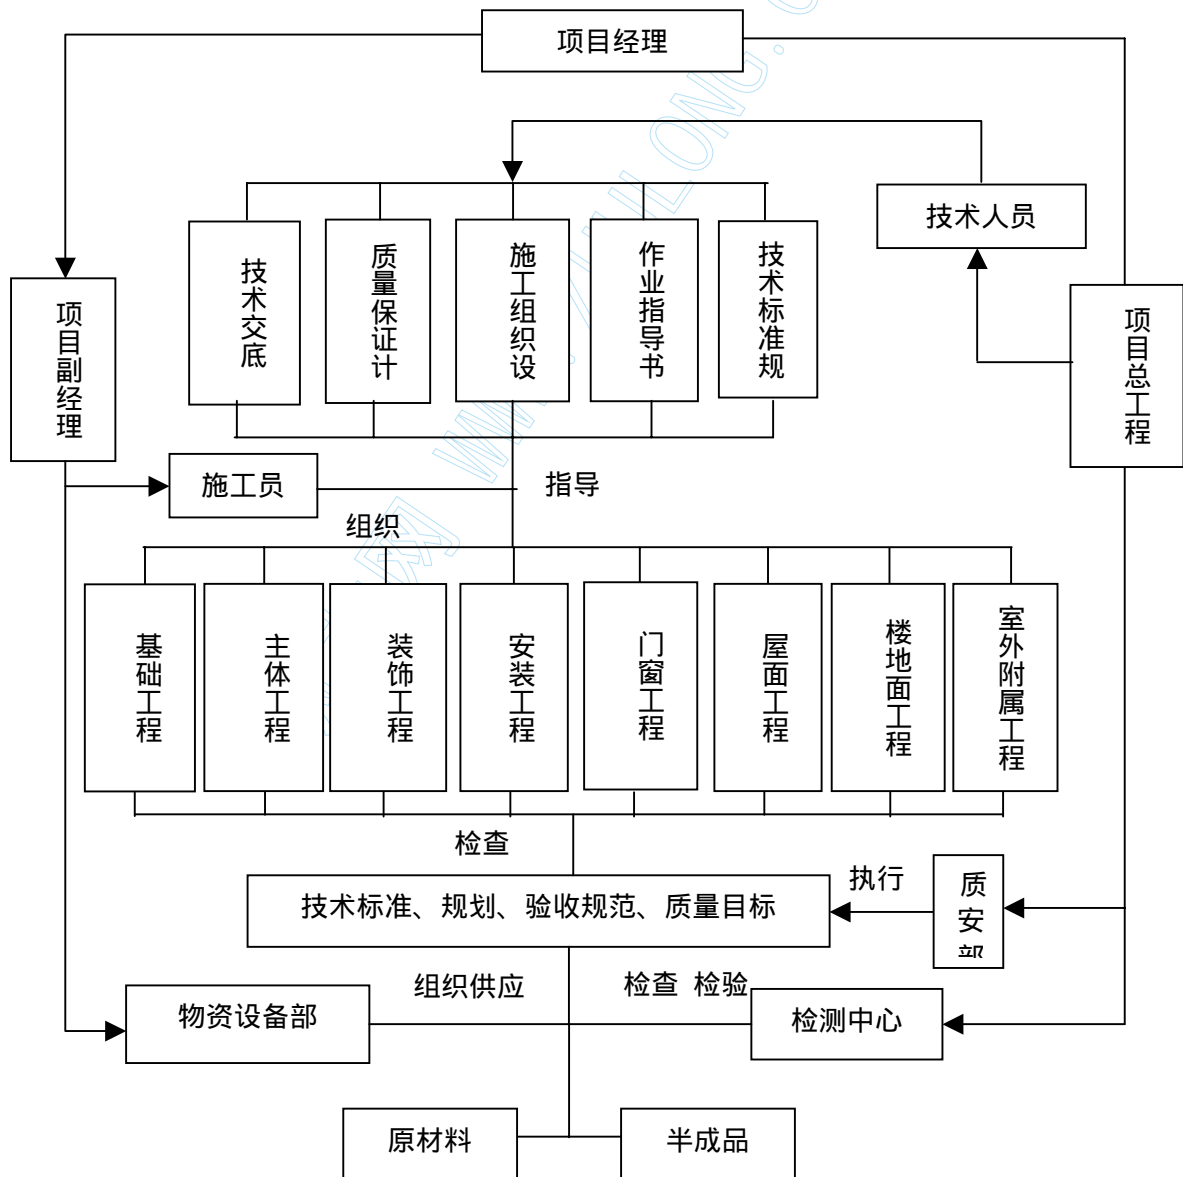 项目经理
技术人员
技术交底
质量保证计
施工组织设
作业指导书
技术标准规
项目副经理
项目总工程
施工员
指导
组织
基础工程
主体工程
装饰工程
安装工程
门窗工程
屋面工程
楼地面工程
室外附属工程
检查
技术标准、规划、验收规范、质量目标
执行
质安部
组织供应
检查 检验
物资设备部
检测中心
原材料
半成品